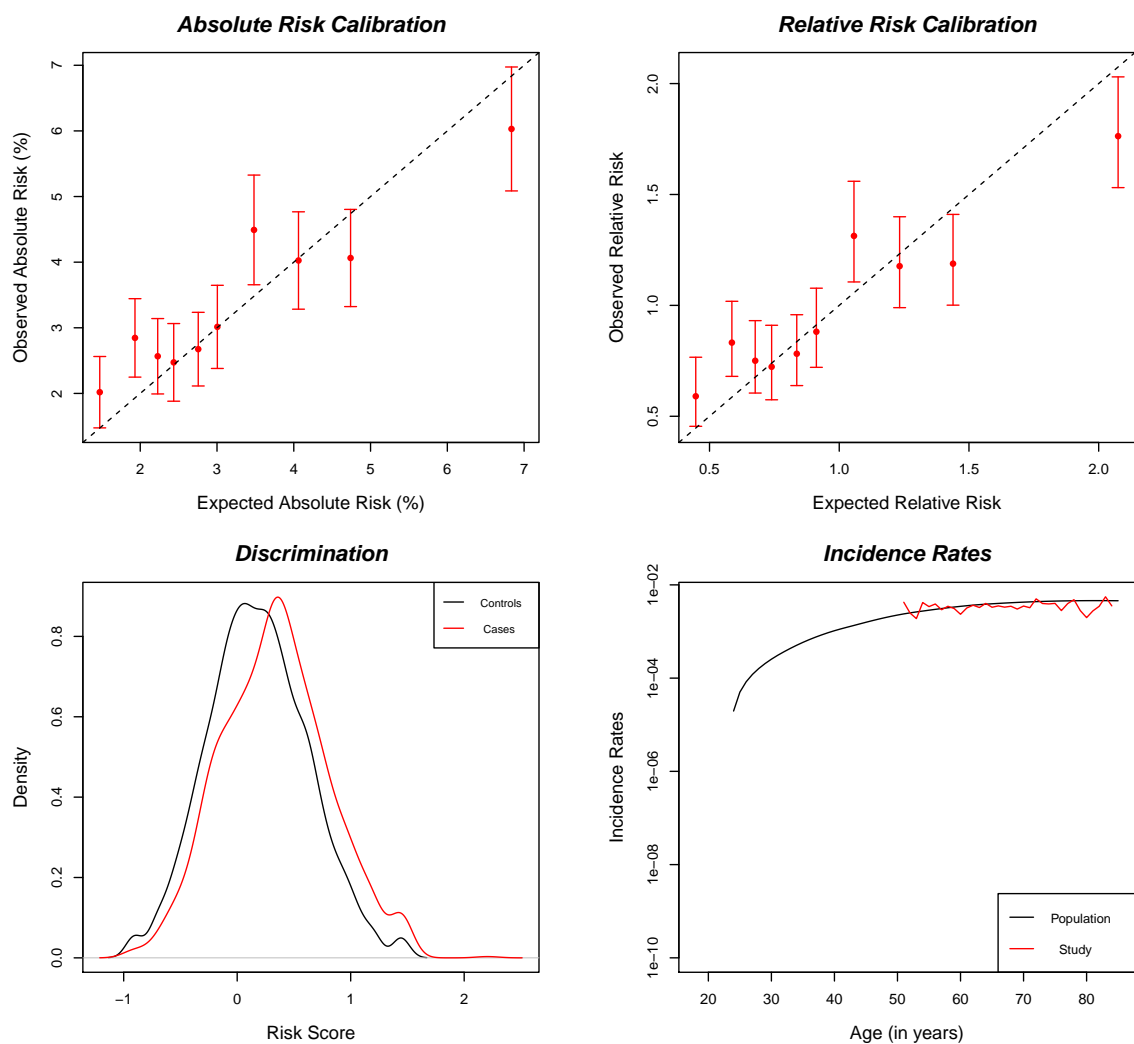 Absolute Risk Calibration
Observed Absolute Risk (%)
7
6
5
4
3
2
2 3 4 5 6 7
Expected Absolute Risk (%)
Relative Risk Calibration
Observed Relative Risk
2.0
1.5
1.0
0.5
0.5 1.0 1.5 2.0
Expected Relative Risk
Discrimination
Density
0.8
0.6
0.4
0.2
0.0
Controls
Cases
−1 0 1 2
Risk Score
Incidence Rates
Incidence Rates
1e−02
1e−04
1e−06
1e−08
1e−10
Population
Study
20 30 40 50 60 70 80
Age (in years)